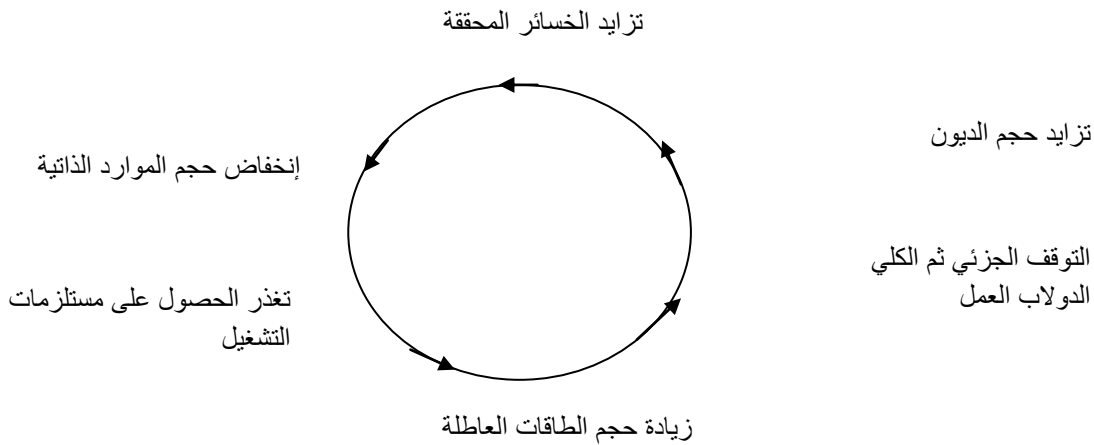 تزايد الخسائر المحققة
تزايد حجم الديون
إنخفاض حجم الموارد الذاتية
التوقف الجزئي ثم الكلي
الدولاب العمل
تغذر الحصول على مستلزمات
التشغيل
زيادة حجم الطاقات العاطلة